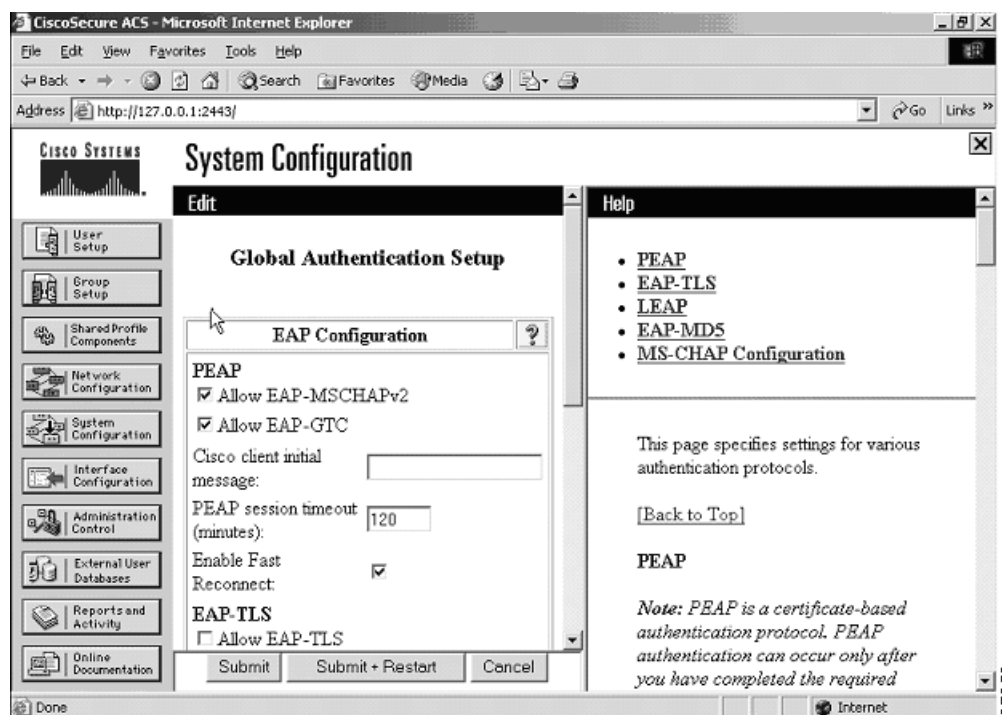 CiscoSecure ACS - Microsoft Internet Explorer
File Edit View Favorites Tools Help
Back Search Favorites Media
Address http://127.0.0.1:2443/ Go Links »
CISCO SYSTEMS
System Configuration
User Setup
Group Setup
Shared Profile Components
Network Configuration
System Configuration
Interface Configuration
Administration Control
External User Databases
Reports and Activity
Online Documentation
Edit
Global Authentication Setup
EAP Configuration ?
PEAP
Allow EAP-MSCHAPv2
Allow EAP-GTC
Cisco client initial
message:
PEAP session timeout 120
(minutes):
Enable Fast
Reconnect:
EAP-TLS
Allow EAP-TLS
Submit Submit + Restart Cancel
Help
• PEAP
• EAP-TLS
• LEAP
• EAP-MD5
• MS-CHAP Configuration
This page specifies settings for various
authentication protocols.
[Back to Top]
PEAP
Note: PEAP is a certificate-based
authentication protocol. PEAP
authentication can occur only after
you have completed the required
Done Internet